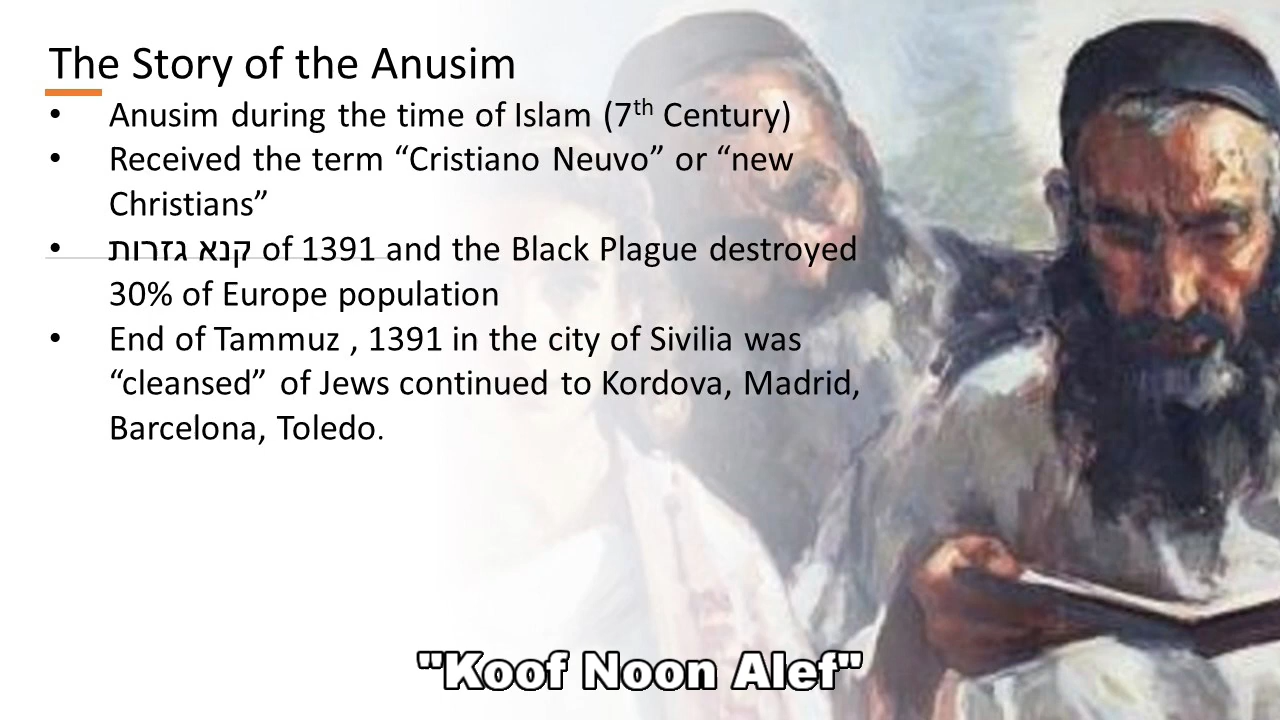 The Story of the Anusim
• Anusim during the time of Islam (7th Century)
• Received the term “Cristiano Neuvo” or “new
Christians”
• קנא גזרות of 1391 and the Black Plague destroyed
30% of Europe population
• End of Tammuz , 1391 in the city of Sivilia was
“cleansed” of Jews continued to Kordova, Madrid,
Barcelona, Toledo.
"Koof Noon Alef"